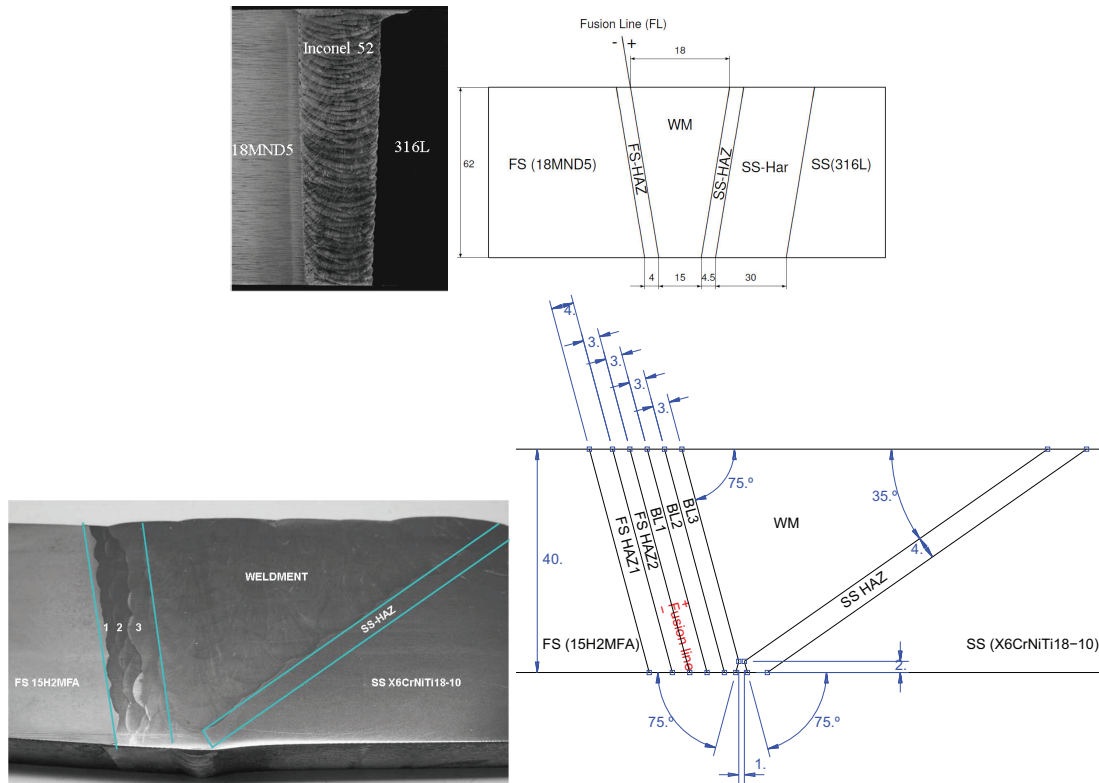 Inconel 52
18MND5
316L
Fusion Line (FL)
- +
18
WM
FS (18MND5)
FS-HAZ
SS-HAZ
SS-Har
SS(316L)
62
4
15
4.5
30
4.
3.
3.
3.
3.
75.º
35.º
BL3
WM
BL2
BL1
FS HAZ2
FS HAZ1
40.
4.
SS HAZ
- +
Fusion line
FS (15H2MFA)
SS (X6CrNiTi18-10)
2.
75.º
75.º
1.
WELDMENT
SS-HAZ
1 2 3
FS 15H2MFA
SS X6CrNiTi18-10